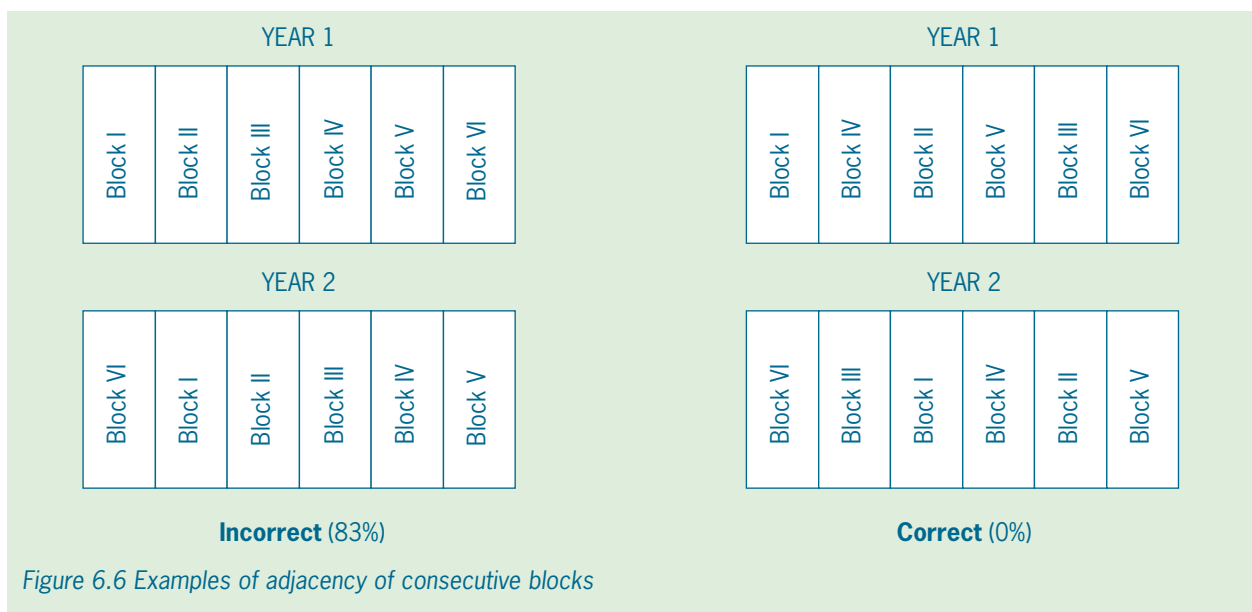 YEAR 1
Block I
Block II
Block III
Block IV
Block V
Block VI
YEAR 2
Block VI
Block I
Block II
Block III
Block IV
Block V
Incorrect (83%)
YEAR 1
Block I
Block IV
Block II
Block V
Block III
Block VI
YEAR 2
Block VI
Block III
Block I
Block IV
Block II
Block V
Correct (0%)
Figure 6.6 Examples of adjacency of consecutive blocks